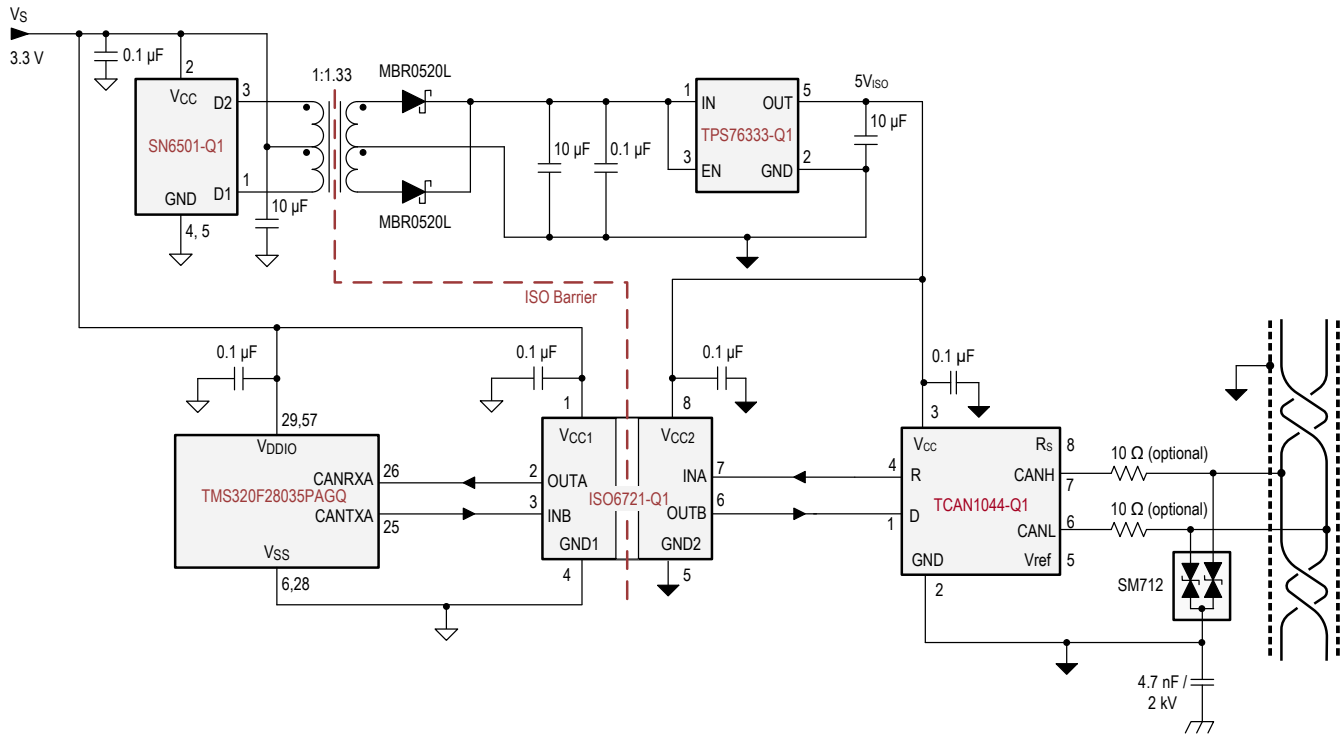 VS
3.3 V
0.1 µF
2
VCC
D2
3
SN6501-Q1
D1
1
GND
4, 5
10 µF
1:1.33
MBR0520L
MBR0520L
10 µF
0.1 µF
1
IN
OUT
5
TPS76333-Q1
3
EN
GND
2
5VISO
10 µF
ISO Barrier
0.1 µF
29,57
VDDIO
CANRXA
26
TMS320F28035PAGQ
CANTXA
25
VSS
6,28
0.1 µF
1
VCC1
2
OUTA
3
INB
GND1
4
ISO6721-Q1
0.1 µF
8
VCC2
INA
7
OUTB
6
GND2
5
0.1 µF
3
VCC
RS
8
4
R
CANH
7
TCAN1044-Q1
1
D
CANL
6
GND
2
Vref
5
10 Ω (optional)
10 Ω (optional)
SM712
4.7 nF /
2 kV